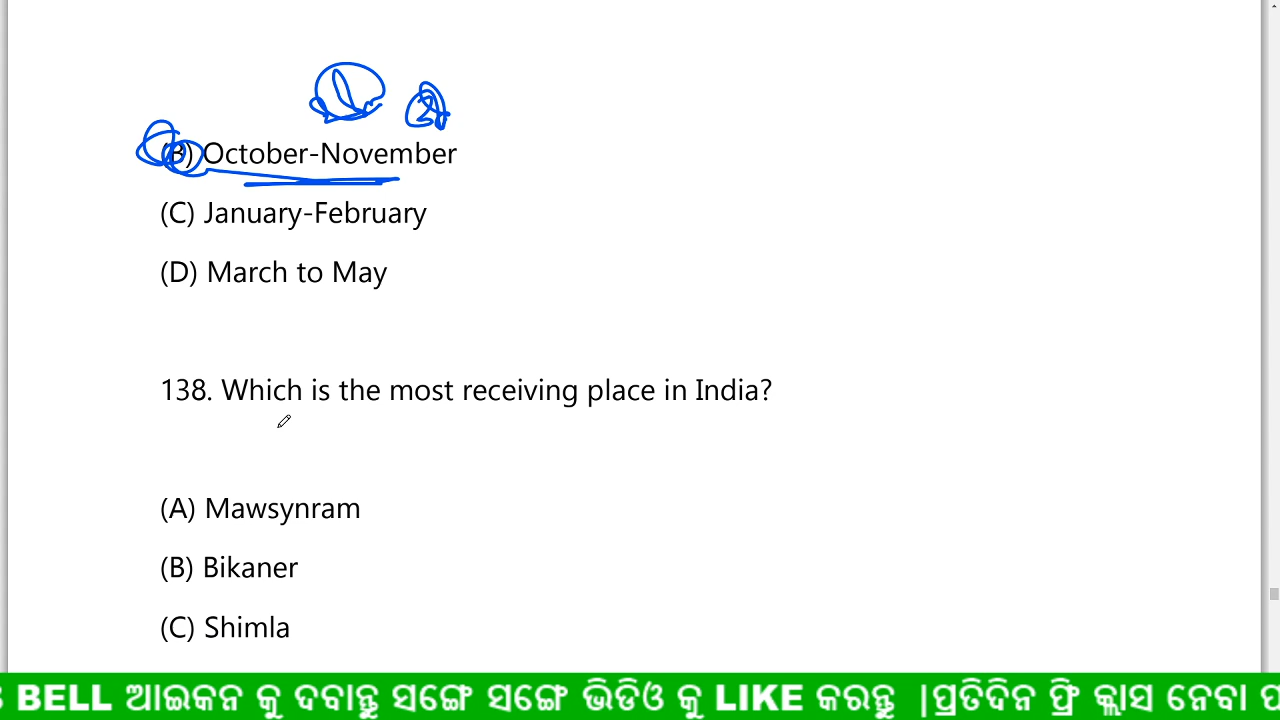 (B) October-November
(C) January-February
(D) March to May
138. Which is the most receiving place in India?
(A) Mawsynram
(B) Bikaner
(C) Shimla
BELL ଆଇକନ କୁ ଦବାନ୍ତୁ ସଙ୍ଗେ ସଙ୍ଗେ ଭିଡିଓ କୁ LIKE କରନ୍ତୁ |ପ୍ରତିଦିନ ଫ୍ରି କ୍ଲାସ ନେବା